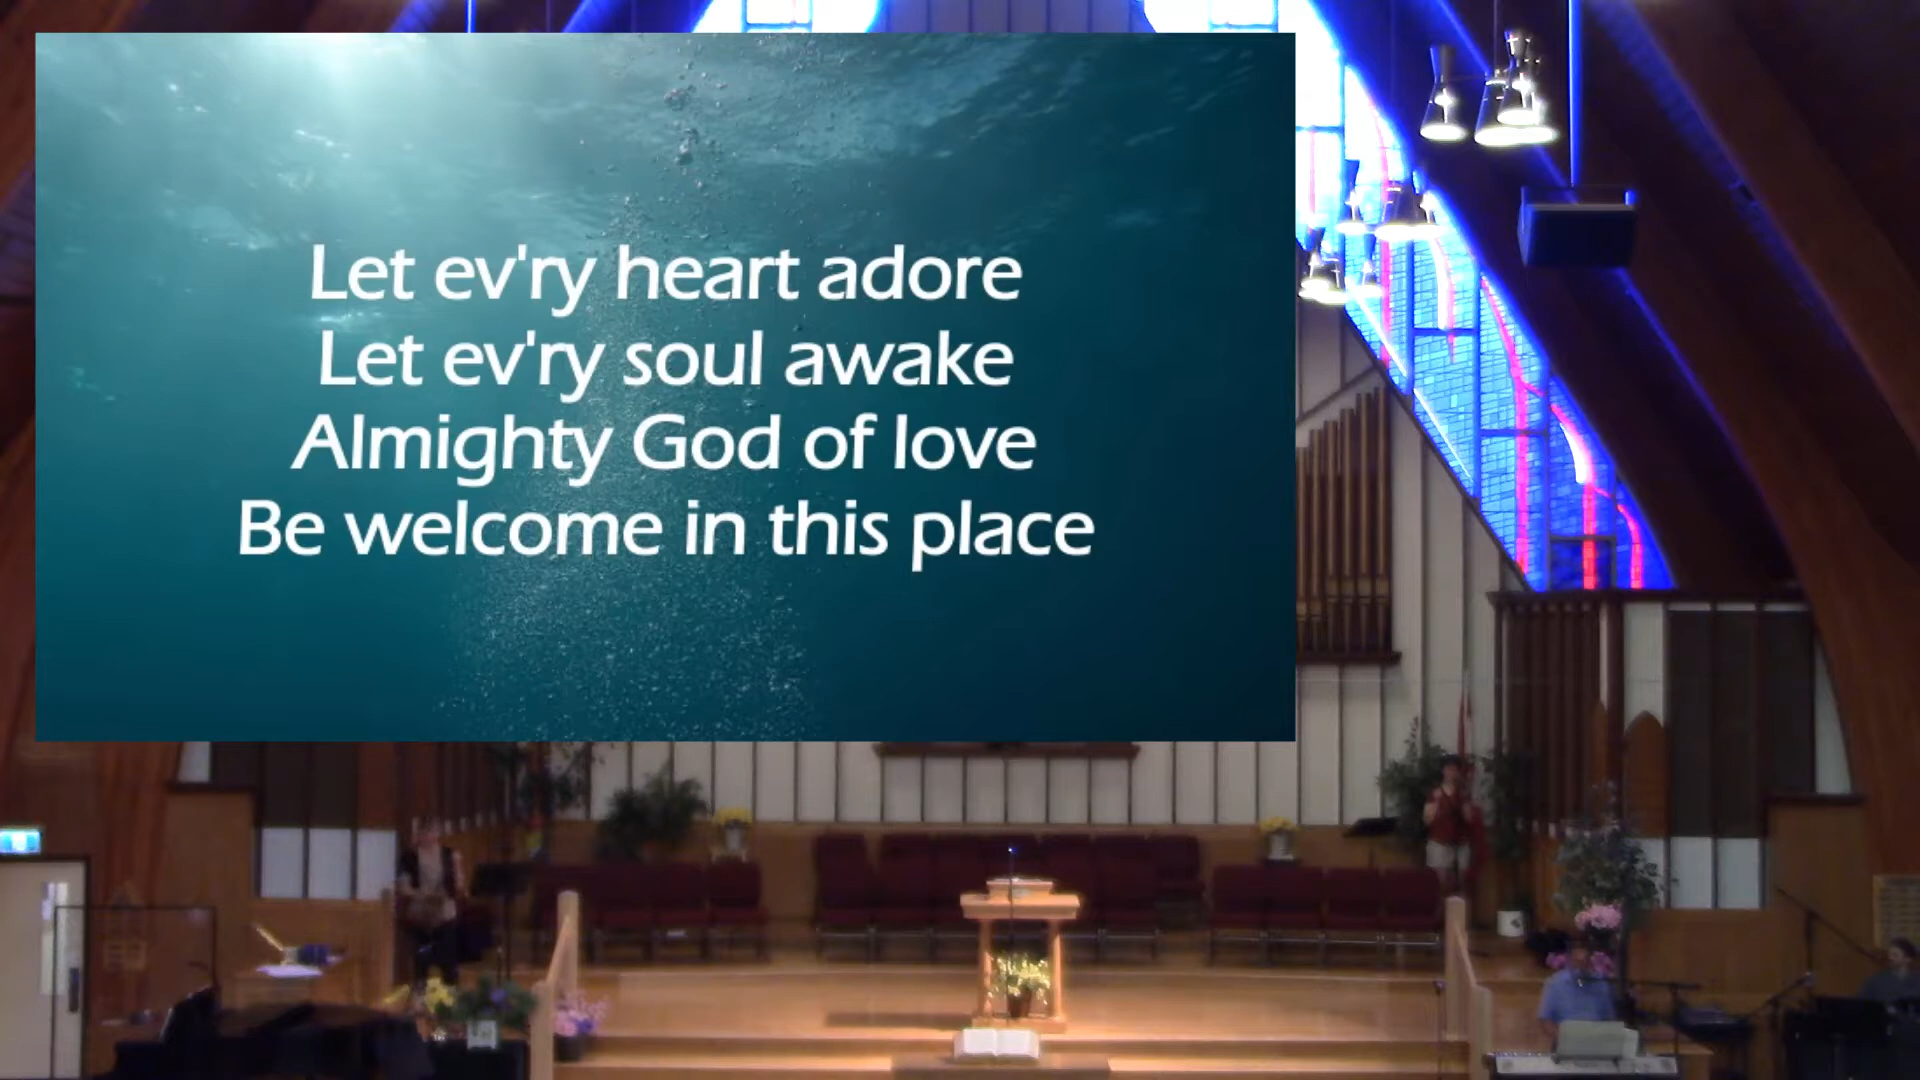 Let ev'ry heart adore
Let ev'ry soul awake
Almighty God of love
Be welcome in this place